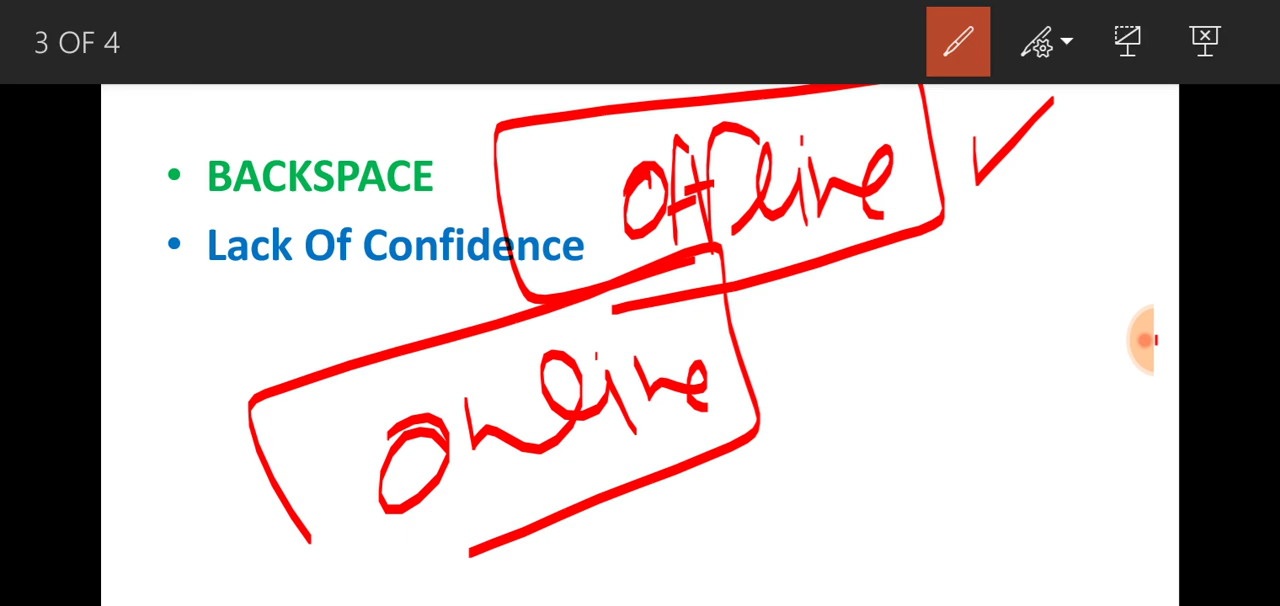 3 OF 4
• BACKSPACE
• Lack Of Confidence
offline
online